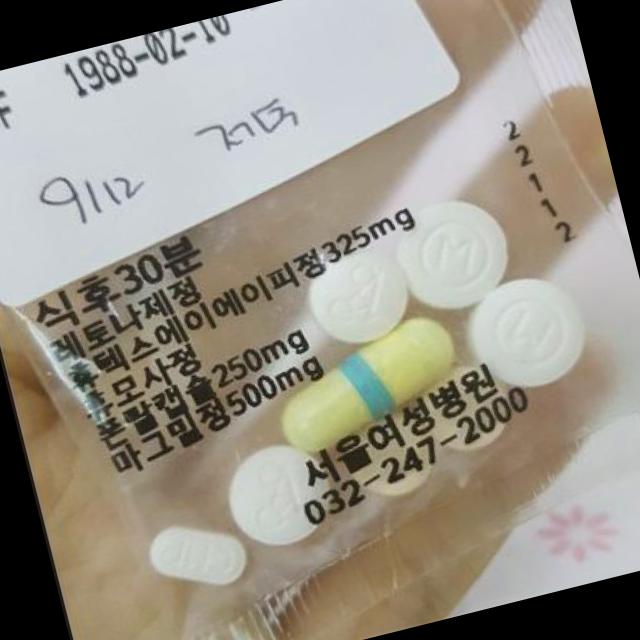 F 1988-02-10
9/12 저녁
식후30분
레토나제정
휴텍스에이에이피정325mg
모사정
캡슐250mg
마그밀정500mg
2
2
1
1
2
서울여성병원
032-247-2000